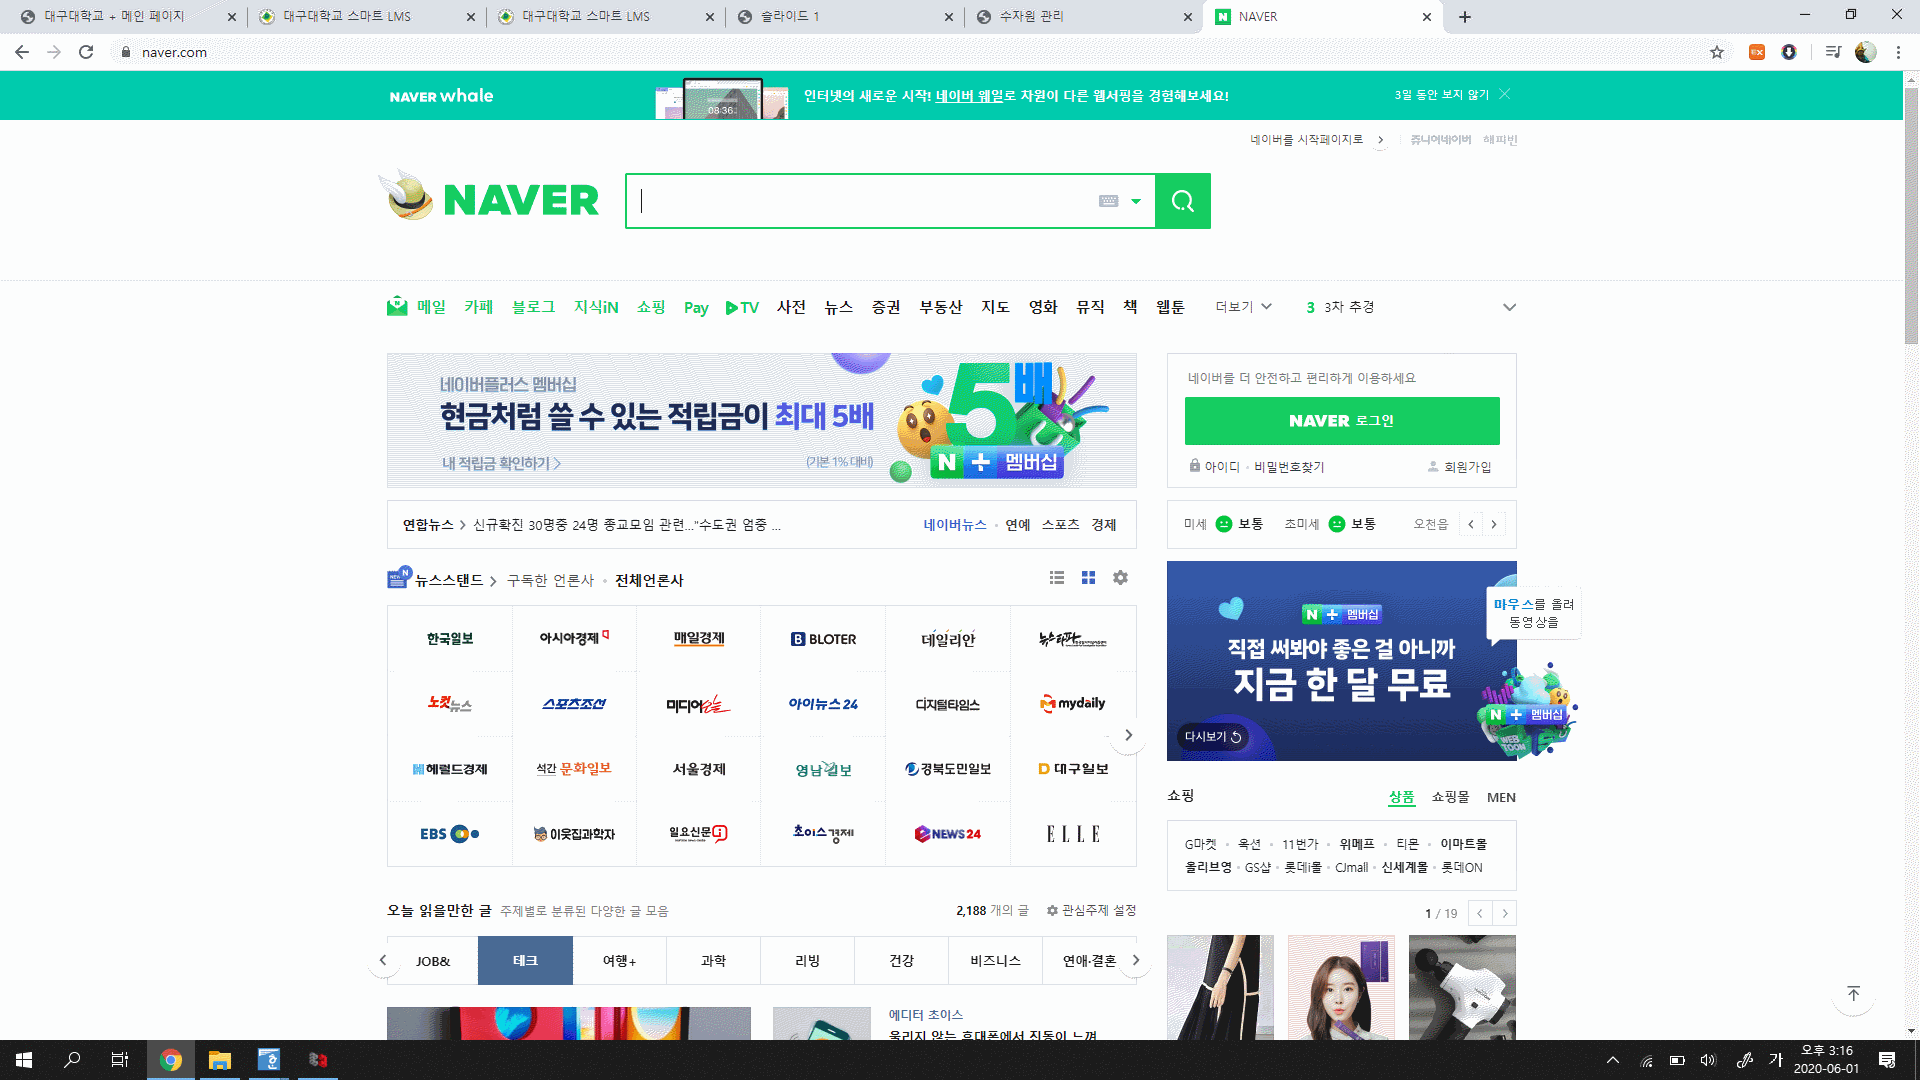 대구대학교 + 메인 페이지
대구대학교 스마트 LMS
대구대학교 스마트 LMS
슬라이드 1
수자원 관리
NAVER
naver.com
NAVER whale
08:36
인터넷의 새로운 시작! 네이버 웨일로 차원이 다른 웹서핑을 경험해보세요!
3일 동안 보지 않기
네이버를 시작페이지로
쥬니어네이버 해피빈
NAVER
메일 카페 블로그 지식iN 쇼핑 Pay TV 사전 뉴스 증권 부동산 지도 영화 뮤직 책 웹툰 더보기
3 3차 추경
네이버플러스 멤버십
현금처럼 쓸 수 있는 적립금이 최대 5배
내 적립금 확인하기
(기본 1% 대비)
5배
N + 멤버십
네이버를 더 안전하고 편리하게 이용하세요
NAVER 로그인
아이디 · 비밀번호찾기
회원가입
연합뉴스 > 신규확진 30명중 24명 종교모임 관련..."수도권 엄중 ...
네이버뉴스 · 연예 스포츠 경제
미세 보통 초미세 보통 오천읍
뉴스스탠드 > 구독한 언론사 · 전체언론사
한국일보 아시아경제 매일경제 BLOTER 데일리안 뉴스타파
노컷뉴스 스포츠조선 미디어오늘 아이뉴스24 디지털타임스 mydaily
헤럴드경제 석간 문화일보 서울경제 영남일보 경북도민일보 대구일보
EBS 이웃집과학자 일요신문 초이스경제 eNEWS24 ELLE
N + 멤버십
직접 써봐야 좋은 걸 아니까
지금 한 달 무료
다시보기
마우스를 올려
동영상을
N + 멤버십
WEB
TOON
쇼핑
상품 쇼핑몰 MEN
G마켓 · 옥션 · 11번가 · 위메프 · 티몬 · 이마트몰
올리브영 · GS샵 · 롯데i몰 · CJmall · 신세계몰 · 롯데ON
1 / 19
오늘 읽을만한 글 주제별로 분류된 다양한 글 모음
2,188 개의 글 관심주제 설정
JOB& 테크 여행+ 과학 리빙 건강 비즈니스 연애·결혼
에디터 초이스
울리지 않는 휴대폰에서 진동이 느껴
가
오후 3:16
2020-06-01